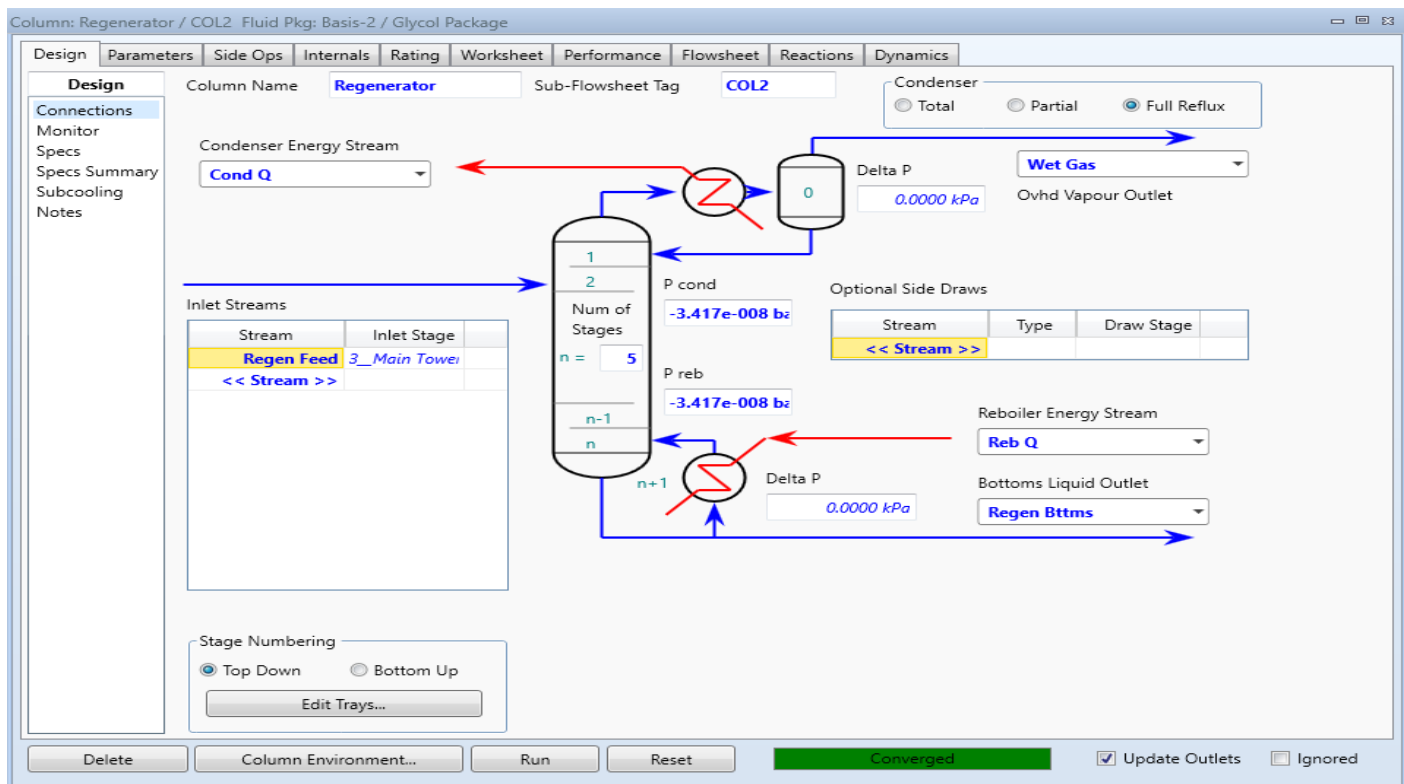 Column: Regenerator / COL2 Fluid Pkg: Basis-2 / Glycol Package
Design Parameters Side Ops Internals Rating Worksheet Performance Flowsheet Reactions Dynamics
Design
Connections
Monitor
Specs
Specs Summary
Subcooling
Notes
Column Name Regenerator Sub-Flowsheet Tag COL2
Condenser
Total Partial Full Reflux
Condenser Energy Stream
Cond Q
0
Delta P
0.0000 kPa
Wet Gas
Ovhd Vapour Outlet
1
2
Num of
Stages
n = 5
n-1
n
n+1
P cond
-3.417e-008 ba
P reb
-3.417e-008 ba
Inlet Streams
Stream Inlet Stage
Regen Feed 3__Main Tower
<< Stream >>
Optional Side Draws
Stream Type Draw Stage
<< Stream >>
Reboiler Energy Stream
Reb Q
Delta P
0.0000 kPa
Bottoms Liquid Outlet
Regen Bttms
Stage Numbering
Top Down Bottom Up
Edit Trays...
Delete Column Environment... Run Reset Converged Update Outlets Ignored